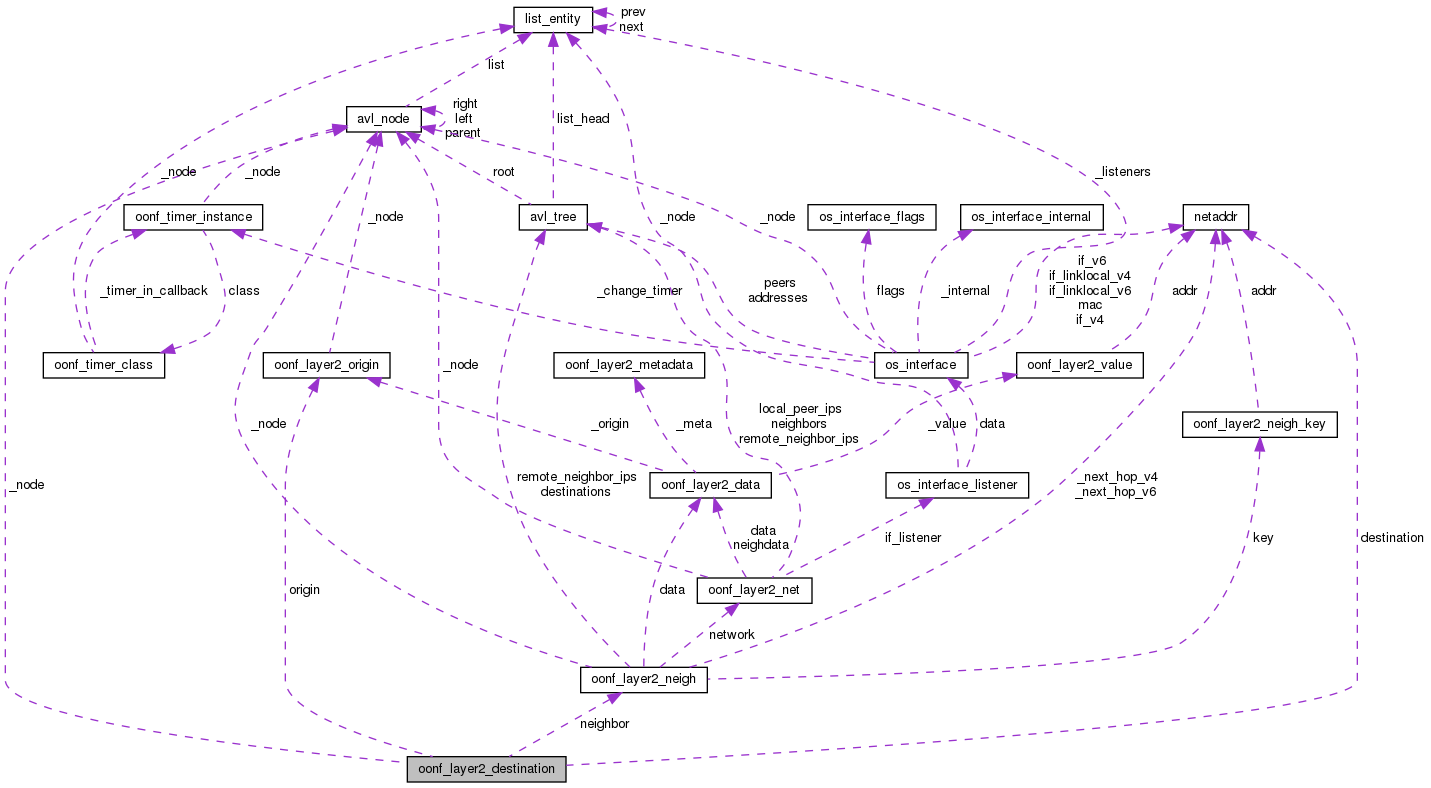 list_entity
prev
next
list
avl_node
right
left
parent
list_head
_node
_node
root
_listeners
oonf_timer_instance
_node
avl_tree
_node
_node
os_interface_flags
os_interface_internal
netaddr
_timer_in_callback
class
_change_timer
peers
addresses
flags
_internal
if_v6
if_linklocal_v4
if_linklocal_v6
mac
if_v4
addr
addr
oonf_timer_class
oonf_layer2_origin
_node
oonf_layer2_metadata
os_interface
oonf_layer2_value
_node
_origin
_meta
local_peer_ips
neighbors
remote_neighbor_ips
_value
data
oonf_layer2_neigh_key
_node
remote_neighbor_ips
destinations
oonf_layer2_data
os_interface_listener
_next_hop_v4
_next_hop_v6
data
neighdata
if_listener
key
destination
origin
data
oonf_layer2_net
network
oonf_layer2_neigh
neighbor
oonf_layer2_destination